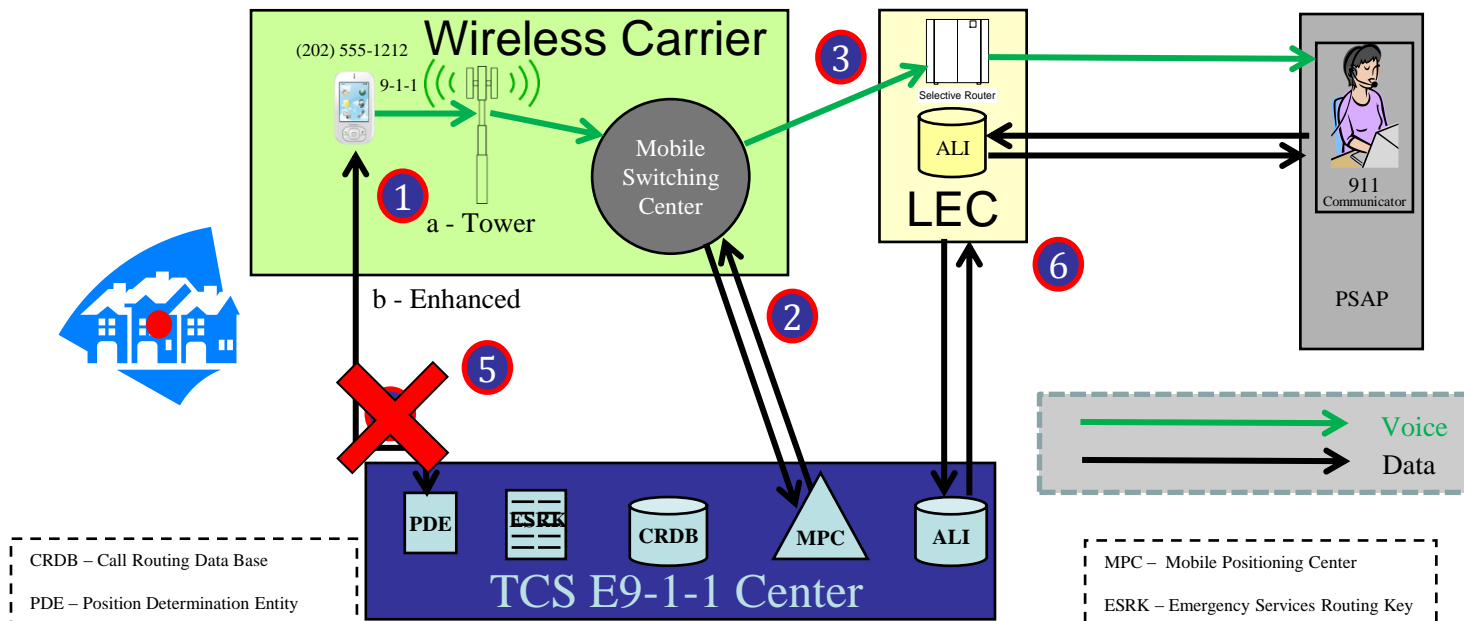 Wireless Carrier
(202) 555-1212
9-1-1
a - Tower
Mobile
Switching
Center
1
b - Enhanced
2
3
Selective Router
ALI
LEC
6
911
Communicator
PSAP
5
Voice
Data
PDE
ESRK
CRDB
MPC
ALI
TCS E9-1-1 Center
CRDB – Call Routing Data Base
PDE – Position Determination Entity
MPC – Mobile Positioning Center
ESRK – Emergency Services Routing Key